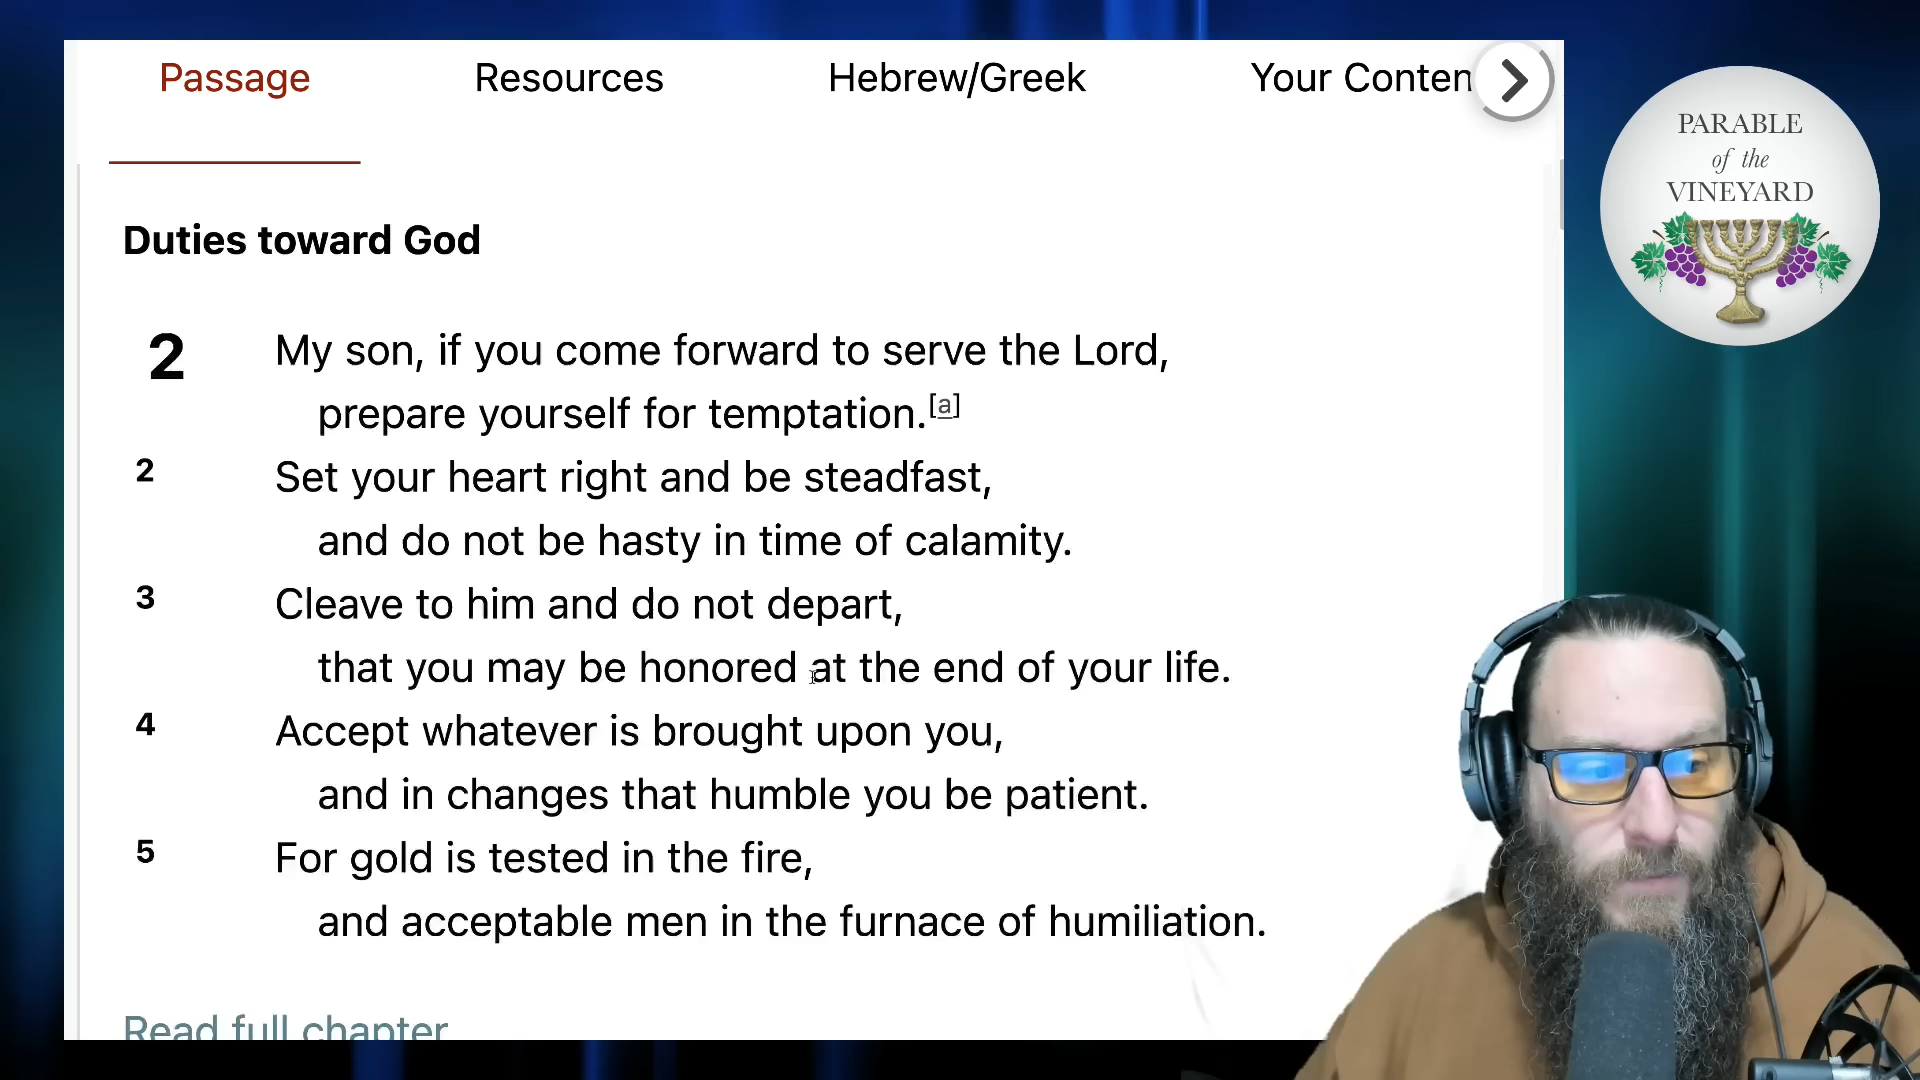 Passage
Resources
Hebrew/Greek
Your Conten
PARABLE
of the
VINEYARD
Duties toward God
2 My son, if you come forward to serve the Lord,
prepare yourself for temptation.[a]
2 Set your heart right and be steadfast,
and do not be hasty in time of calamity.
3 Cleave to him and do not depart,
that you may be honored at the end of your life.
4 Accept whatever is brought upon you,
and in changes that humble you be patient.
5 For gold is tested in the fire,
and acceptable men in the furnace of humiliation.
Read full chapter